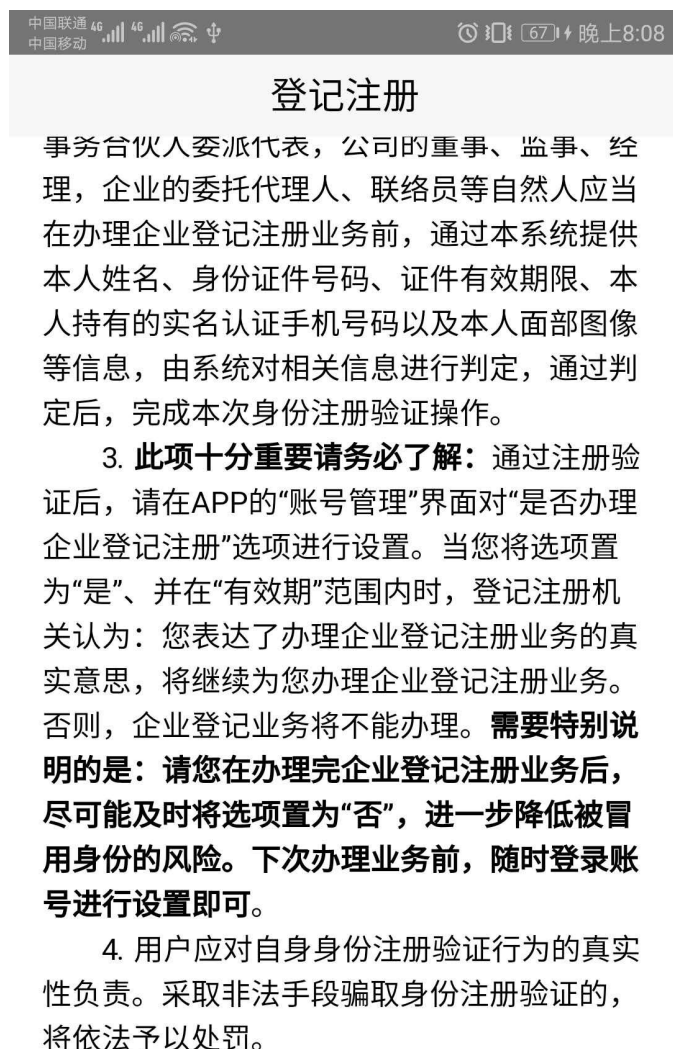 中国联通 4G 4G
中国移动
67 晚上8:08
登记注册
事务合伙人委派代表，公司的董事、监事、经
理，企业的委托代理人、联络员等自然人应当
在办理企业登记注册业务前，通过本系统提供
本人姓名、身份证件号码、证件有效期限、本
人持有的实名认证手机号码以及本人面部图像
等信息，由系统对相关信息进行判定，通过判
定后，完成本次身份注册验证操作。
3. 此项十分重要请务必了解：通过注册验
证后，请在APP的“账号管理”界面对“是否办理
企业登记注册”选项进行设置。当您将选项置
为“是”、并在“有效期”范围内时，登记注册机
关认为：您表达了办理企业登记注册业务的真
实意思，将继续为您办理企业登记注册业务。
否则，企业登记业务将不能办理。需要特别说
明的是：请您在办理完企业登记注册业务后，
尽可能及时将选项置为“否”，进一步降低被冒
用身份的风险。下次办理业务前，随时登录账
号进行设置即可。
4. 用户应对自身身份注册验证行为的真实
性负责。采取非法手段骗取身份注册验证的，
将依法予以处罚。